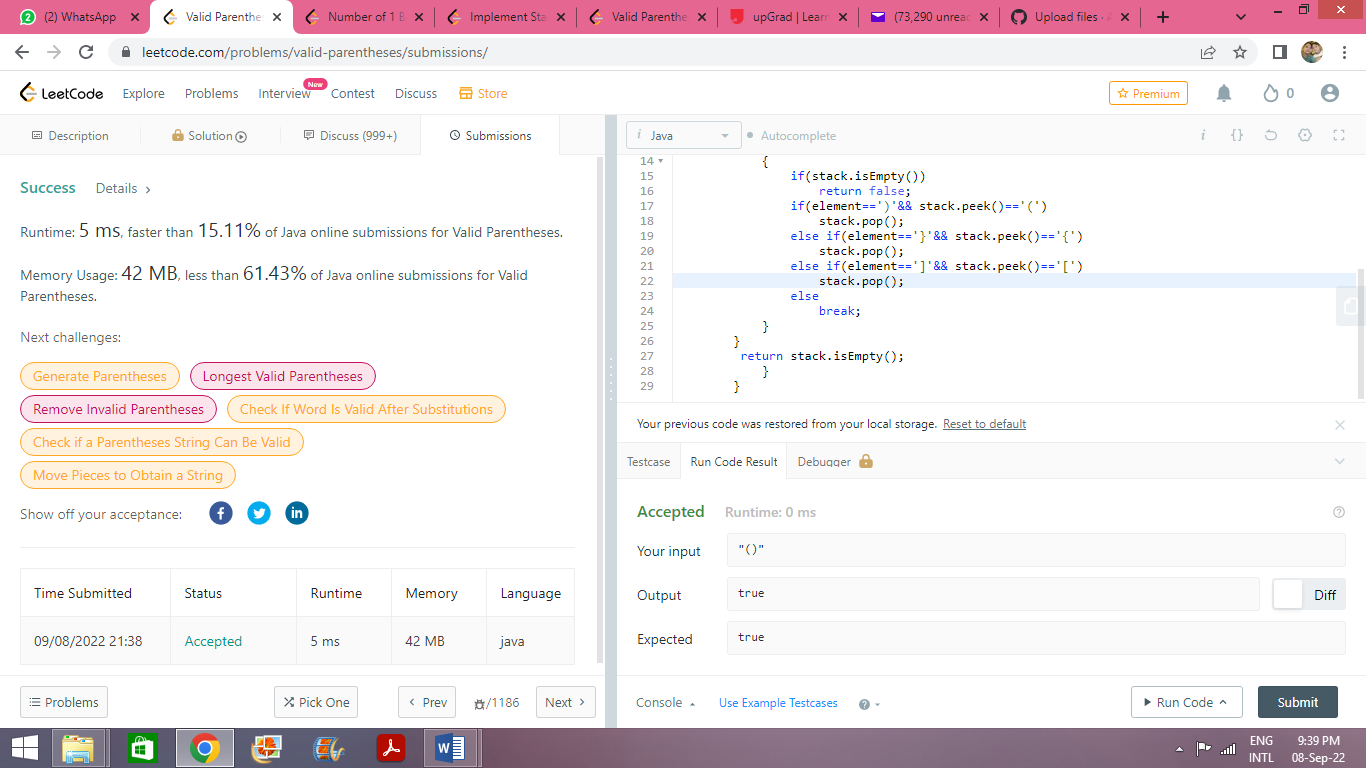 (2) WhatsApp
Valid Parenthe
Number of 1 B
Implement Sta
Valid Parenthe
upGrad | Learn
(73,290 unread
Upload files · A
leetcode.com/problems/valid-parentheses/submissions/
LeetCode Explore Problems Interview New Contest Discuss Store
Premium 0
Description Solution Discuss (999+) Submissions
i Java Autocomplete
Success Details
Runtime: 5 ms, faster than 15.11% of Java online submissions for Valid Parentheses.
Memory Usage: 42 MB, less than 61.43% of Java online submissions for Valid
Parentheses.
Next challenges:
Generate Parentheses Longest Valid Parentheses
Remove Invalid Parentheses Check If Word Is Valid After Substitutions
Check if a Parentheses String Can Be Valid
Move Pieces to Obtain a String
Show off your acceptance:
Time Submitted Status Runtime Memory Language
09/08/2022 21:38 Accepted 5 ms 42 MB java
Problems Pick One Prev /1186 Next
14 {
15 if(stack.isEmpty())
16 return false;
17 if(element==')'&& stack.peek()=='(')
18 stack.pop();
19 else if(element=='}'&& stack.peek()=='{')
20 stack.pop();
21 else if(element==']'&& stack.peek()=='[')
22 stack.pop();
23 else
24 break;
25 }
26 }
27 return stack.isEmpty();
28 }
29 }
Your previous code was restored from your local storage. Reset to default
Testcase Run Code Result Debugger
Accepted Runtime: 0 ms
Your input "()"
Output true Diff
Expected true
Console Use Example Testcases Run Code Submit
ENG 9:39 PM
INTL 08-Sep-22